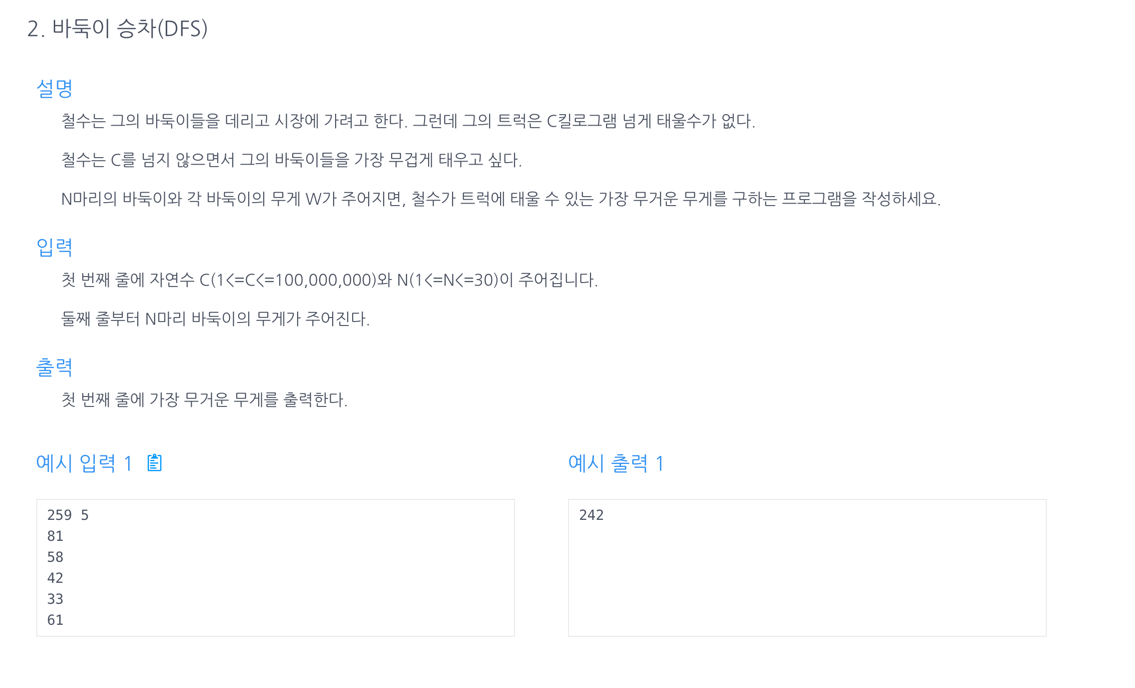 2. 바둑이 승차(DFS)
설명
철수는 그의 바둑이들을 데리고 시장에 가려고 한다. 그런데 그의 트럭은 C킬로그램 넘게 태울수가 없다.
철수는 C를 넘지 않으면서 그의 바둑이들을 가장 무겁게 태우고 싶다.
N마리의 바둑이와 각 바둑이의 무게 W가 주어지면, 철수가 트럭에 태울 수 있는 가장 무거운 무게를 구하는 프로그램을 작성하세요.
입력
첫 번째 줄에 자연수 C(1<=C<=100,000,000)와 N(1<=N<=30)이 주어집니다.
둘째 줄부터 N마리 바둑이의 무게가 주어진다.
출력
첫 번째 줄에 가장 무거운 무게를 출력한다.
예시 입력 1
259 5
81
58
42
33
61
예시 출력 1
242